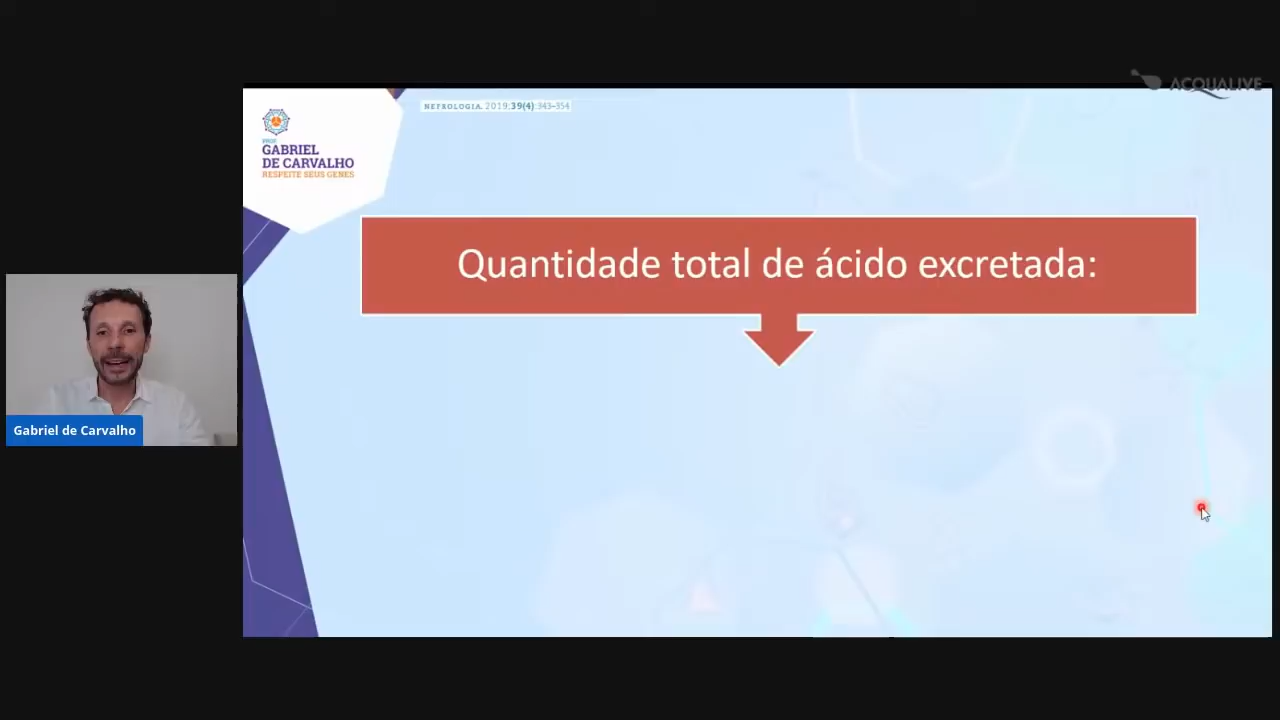 ACQUALIVE
NEFROLOGIA. 2019;39(4):343–354
PROF.
GABRIEL
DE CARVALHO
RESPEITE SEUS GENES
Quantidade total de ácido excretada:
Gabriel de Carvalho